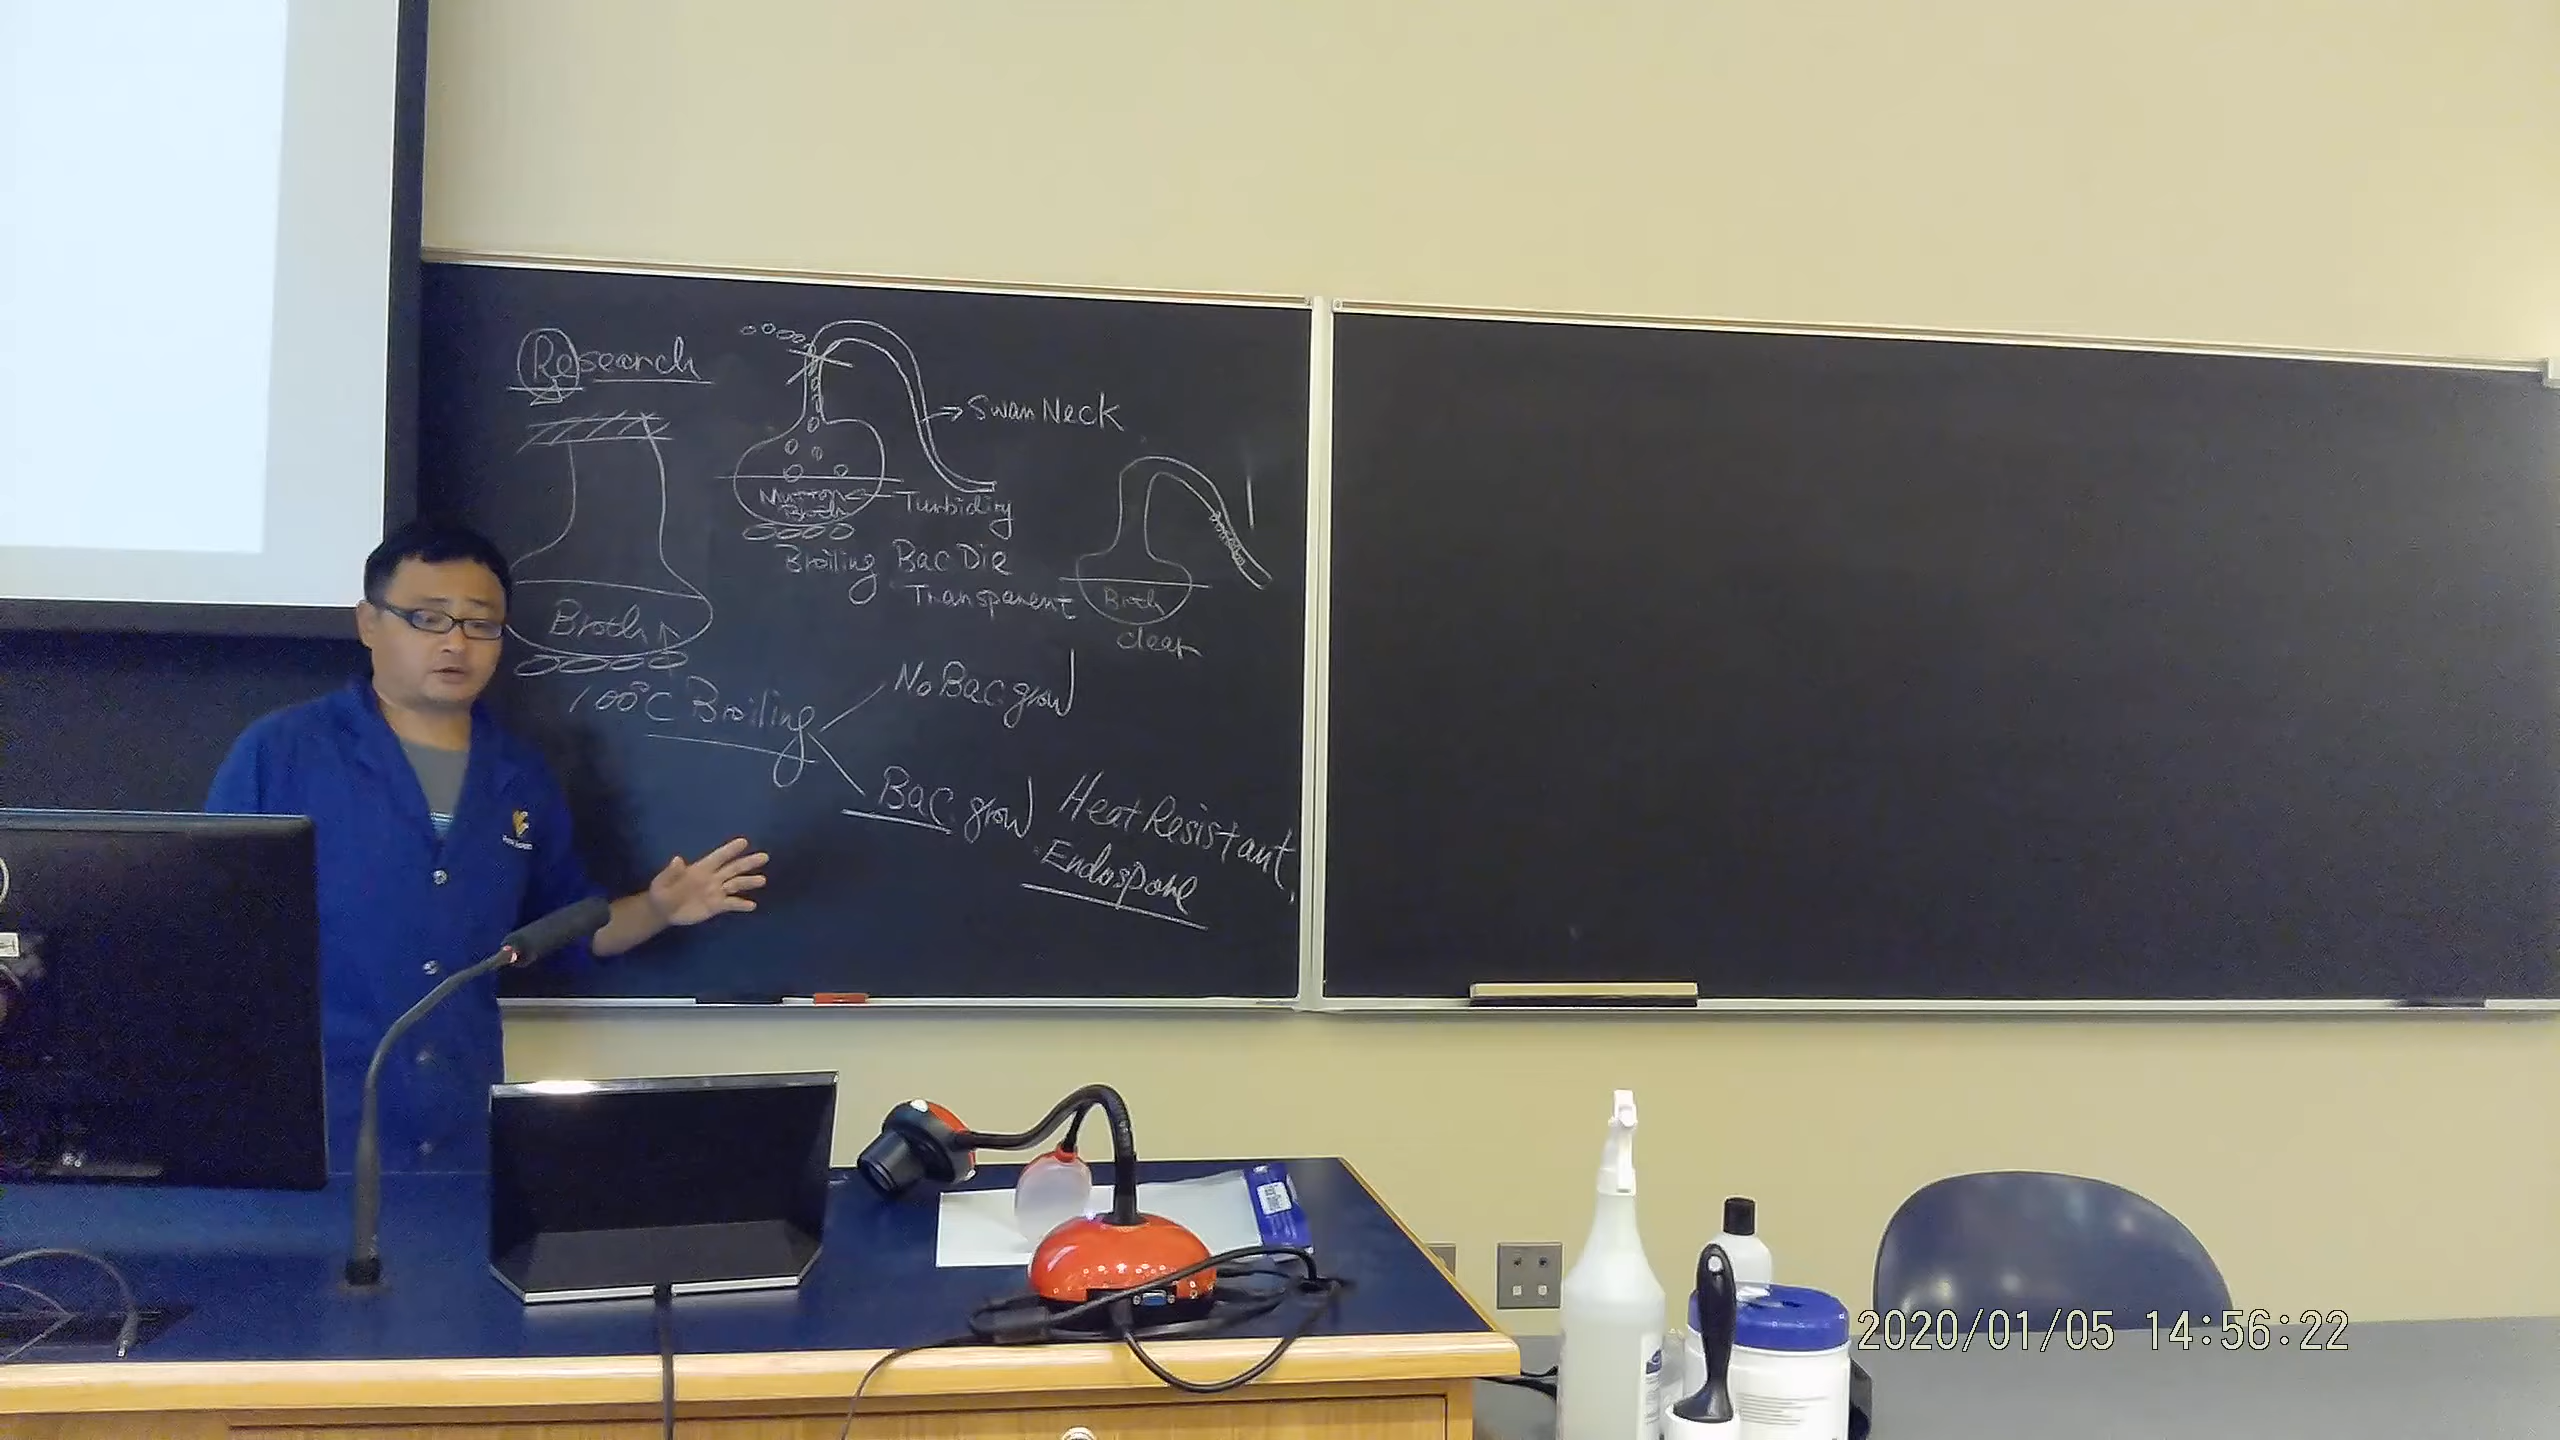 Research
Swan Neck
Mutton
Broth
Turbidity
Broiling Bac Die
Transparent
Broth
clear
Broth
100°C Broiling
No Bac. grow
Bac. grow
Heat Resistant
Endospore
2020/01/05 14:56:22